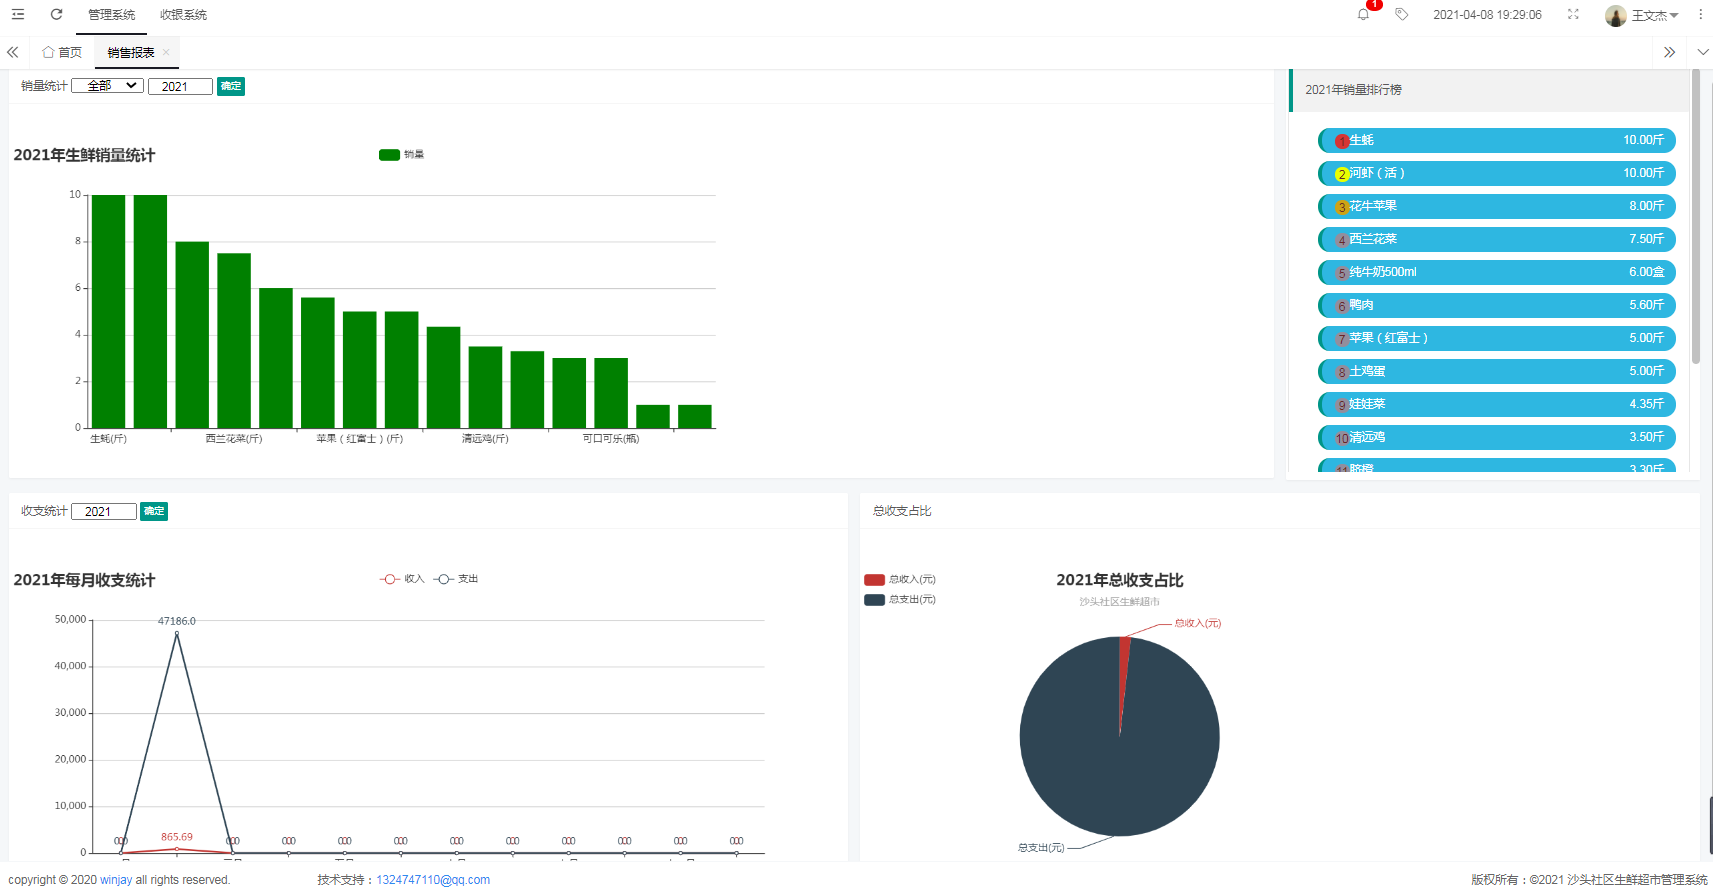 管理系统 收银系统 1 2021-04-08 19:29:06 王文杰
首页 销售报表
销量统计 全部 2021 确定
2021年生鲜销量统计
销量
10
8
6
4
2
0
生蚝(斤) 西兰花菜(斤) 苹果（红富士）(斤) 清远鸡(斤) 可口可乐(瓶)
2021年销量排行榜
1 生蚝 10.00斤
2 河虾（活） 10.00斤
3 花牛苹果 8.00斤
4 西兰花菜 7.50斤
5 纯牛奶500ml 6.00盒
6 鸭肉 5.60斤
7 苹果（红富士） 5.00斤
8 土鸡蛋 5.00斤
9 娃娃菜 4.35斤
10 清远鸡 3.50斤
11 脐橙 3.30斤
收支统计 2021 确定
2021年每月收支统计
收入 支出
50,000
40,000
30,000
20,000
10,000
0
47186.0
865.69
总收支占比
总收入(元)
总支出(元)
2021年总收支占比
沙头社区生鲜超市
总收入(元)
总支出(元)
copyright © 2020 winjay all rights reserved. 技术支持：1324747110@qq.com 版权所有：©2021 沙头社区生鲜超市管理系统